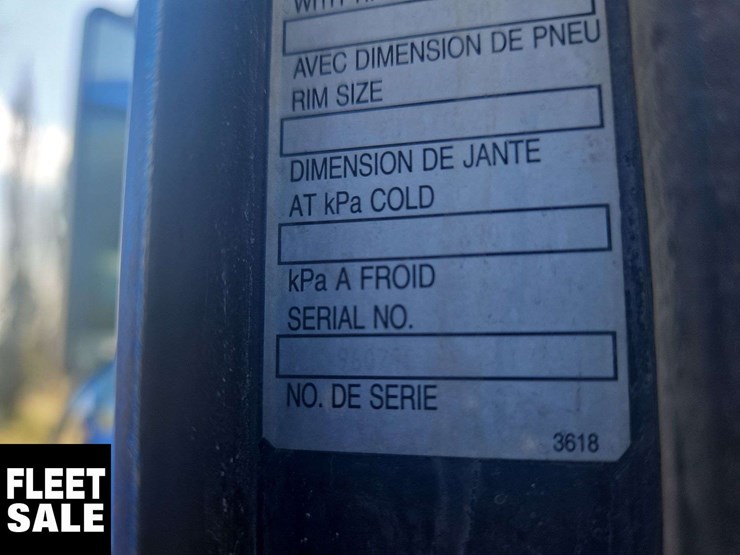 AVEC DIMENSION DE PNEU
RIM SIZE
DIMENSION DE JANTE
AT kPa COLD
kPa A FROID
SERIAL NO.
NO. DE SERIE
3618
FLEET
SALE